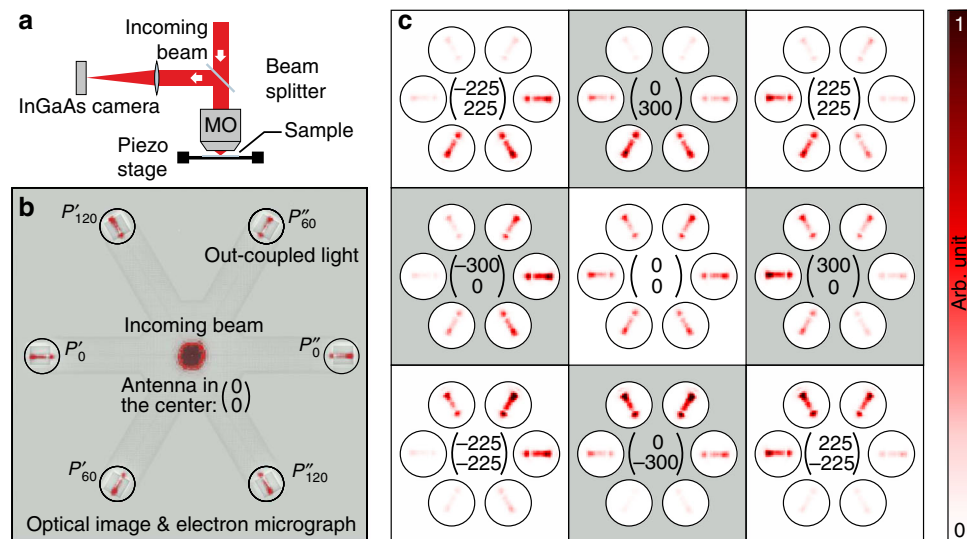 a
Incoming
beam
Beam
splitter
InGaAs camera
MO
Sample
Piezo
stage
b
P′120
P″60
Out-coupled light
Incoming beam
P′0
P″0
Antenna in
the center: (0
0)
P′60
P″120
Optical image & electron micrograph
c
(−225
225)
(0
300)
(225
225)
(−300
0)
(0
0)
(300
0)
(−225
−225)
(0
−300)
(225
−225)
1
Arb. unit
0